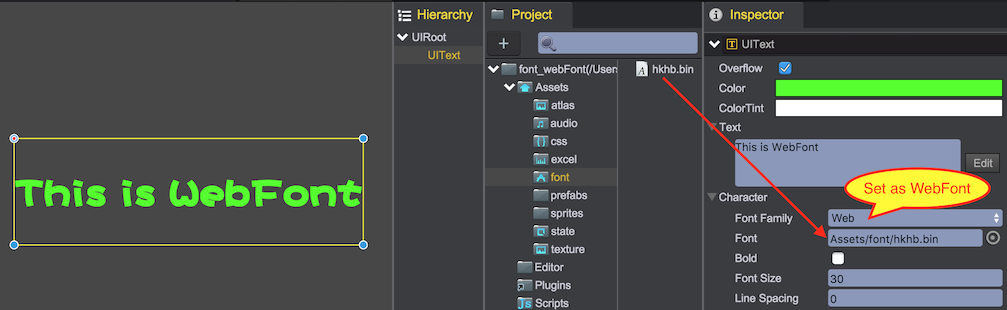 This is WebFont
Hierarchy
UIRoot
UIText
Project
+
font_webFont(/Users
Assets
atlas
audio
css
excel
font
prefabs
sprites
state
texture
Editor
Plugins
Scripts
hkhb.bin
Inspector
UIText
Overflow
Color
ColorTint
Text
This is WebFont
Edit
Set as WebFont
Character
Font Family Web
Font Assets/font/hkhb.bin
Bold
Font Size 30
Line Spacing 0